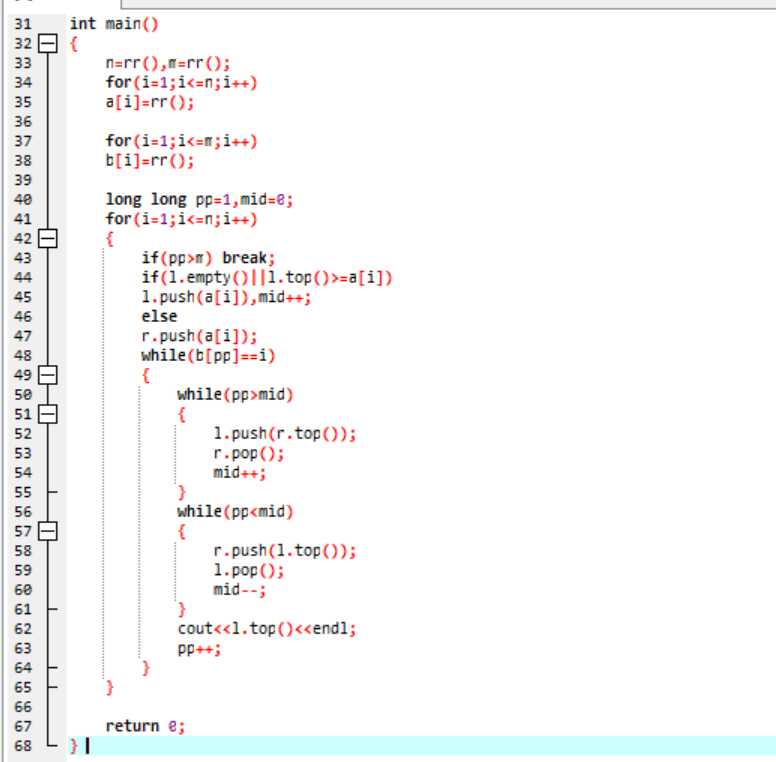 31 int main()
32 {
33 n=rr(),m=rr();
34 for(i=1;i<=n;i++)
35 a[i]=rr();
36
37 for(i=1;i<=m;i++)
38 b[i]=rr();
39
40 long long pp=1,mid=0;
41 for(i=1;i<=n;i++)
42 {
43 if(pp>m) break;
44 if(l.empty()||l.top()>=a[i])
45 l.push(a[i]),mid++;
46 else
47 r.push(a[i]);
48 while(b[pp]==i)
49 {
50 while(pp>mid)
51 {
52 l.push(r.top());
53 r.pop();
54 mid++;
55 }
56 while(pp<mid)
57 {
58 r.push(l.top());
59 l.pop();
60 mid--;
61 }
62 cout<<l.top()<<endl;
63 pp++;
64 }
65 }
66
67 return 0;
68 }